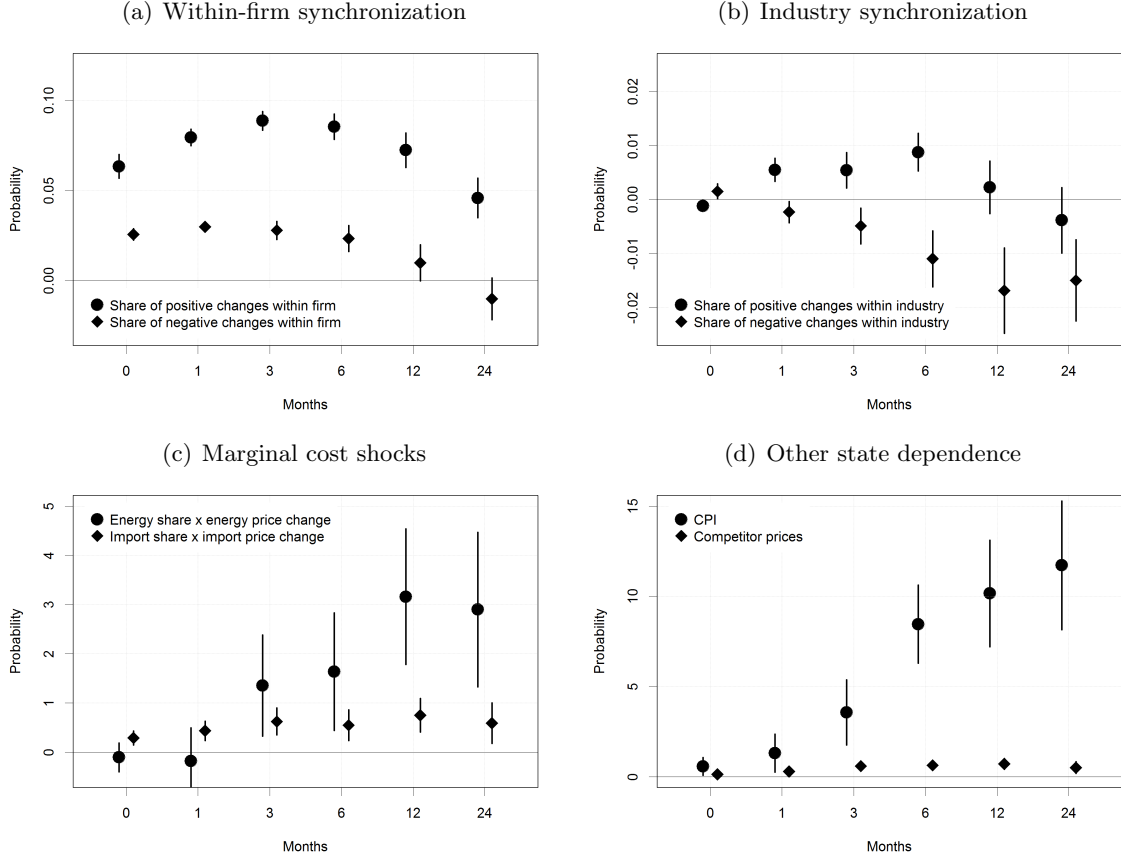 (a) Within-firm synchronization
Probability
0.10
0.05
0.00
Share of positive changes within firm
Share of negative changes within firm
0 1 3 6 12 24
Months
(b) Industry synchronization
Probability
0.02
0.01
0.00
-0.01
-0.02
Share of positive changes within industry
Share of negative changes within industry
0 1 3 6 12 24
Months
(c) Marginal cost shocks
Probability
5
4
3
2
1
0
Energy share x energy price change
Import share x import price change
0 1 3 6 12 24
Months
(d) Other state dependence
Probability
15
10
5
0
CPI
Competitor prices
0 1 3 6 12 24
Months